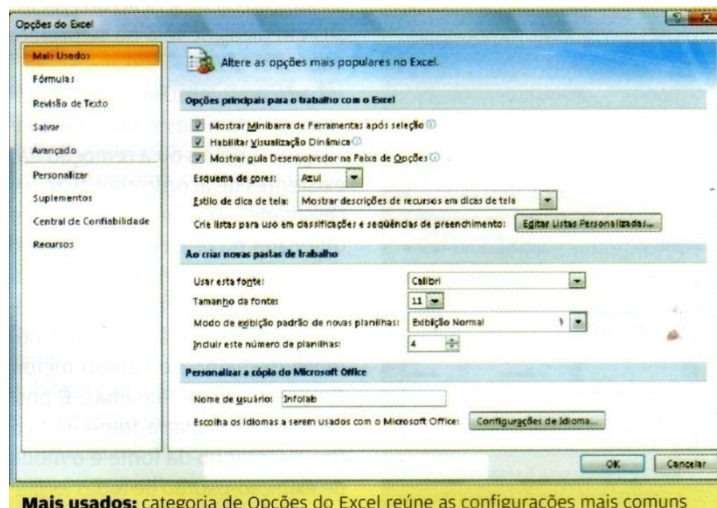 Opções do Excel
Mais Usados
Fórmulas
Revisão de Texto
Salvar
Avançado
Personalizar
Suplementos
Central de Confiabilidade
Recursos
Altere as opções mais populares no Excel.
Opções principais para o trabalho com o Excel
Mostrar Minibarra de Ferramentas após seleção
Habilitar Visualização Dinâmica
Mostrar guia Desenvolvedor na Faixa de Opções
Esquema de cores: Azul
Estilo de dica de tela: Mostrar descrições de recursos em dicas de tela
Crie listas para uso em classificações e seqüências de preenchimento: Editar Listas Personalizadas...
Ao criar novas pastas de trabalho
Usar esta fonte: Calibri
Tamanho da fonte: 11
Modo de exibição padrão de novas planilhas: Exibição Normal
Incluir este número de planilhas: 4
Personalizar a cópia do Microsoft Office
Nome de usuário: Infolab
Escolha os idiomas a serem usados com o Microsoft Office: Configurações de Idioma...
OK Cancelar
Mais usados: categoria de Opções do Excel reúne as configurações mais comuns